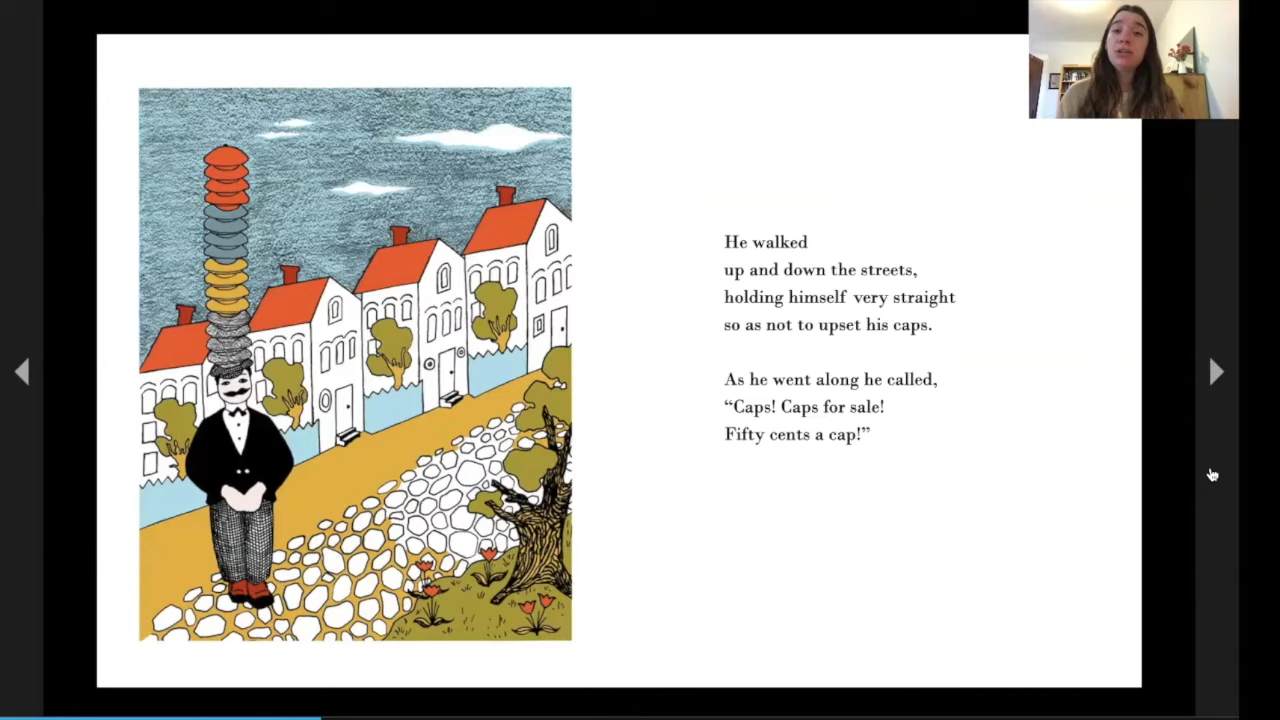 He walked
up and down the streets,
holding himself very straight
so as not to upset his caps.
As he went along he called,
“Caps! Caps for sale!
Fifty cents a cap!”